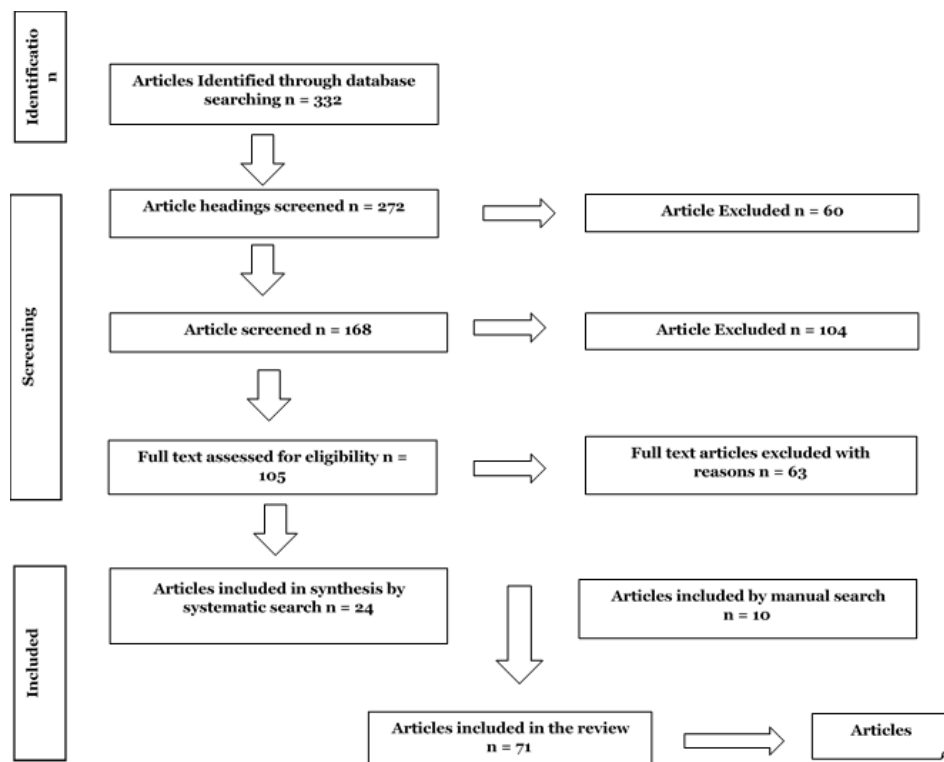 Identificatio
n
Articles Identified through database
searching n = 332
Screening
Article headings screened n = 272
Article Excluded n = 60
Article screened n = 168
Article Excluded n = 104
Full text assessed for eligibility n =
105
Full text articles excluded with
reasons n = 63
Included
Articles included in synthesis by
systematic search n = 24
Articles included by manual search
n = 10
Articles included in the review
n = 71
Articles